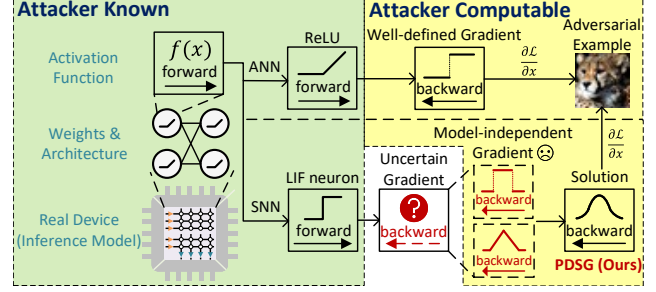 Attacker Known
Attacker Computable
Activation
Function
f(x)
forward
ANN
ReLU
forward
Well-defined Gradient
backward
∂ℒ
∂x
Adversarial
Example
Weights &
Architecture
Real Device
(Inference Model)
SNN
LIF neuron
forward
Uncertain
Gradient
?
backward
Model-independent
Gradient ☹
backward
backward
∂ℒ
∂x
Solution
backward
PDSG (Ours)